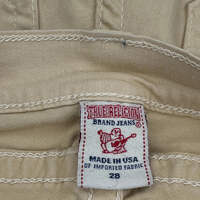 TRUE RELIGION
BRAND JEANS
MADE IN USA
OF IMPORTED FABRIC
28